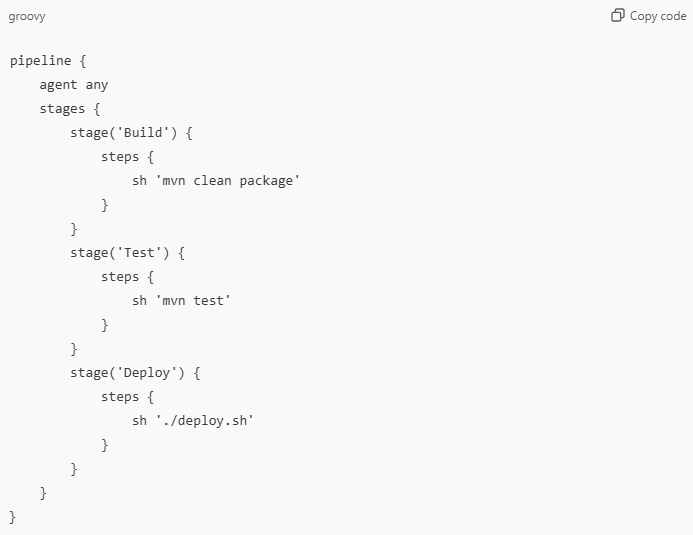 groovy
Copy code
pipeline {
    agent any
    stages {
        stage('Build') {
            steps {
                sh 'mvn clean package'
            }
        }
        stage('Test') {
            steps {
                sh 'mvn test'
            }
        }
        stage('Deploy') {
            steps {
                sh './deploy.sh'
            }
        }
    }
}